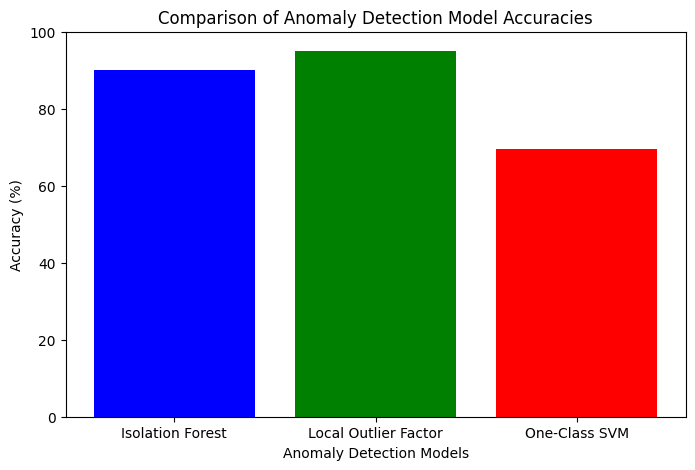 Comparison of Anomaly Detection Model Accuracies
100
80
60
40
20
0
Accuracy (%)
Isolation Forest
Local Outlier Factor
One-Class SVM
Anomaly Detection Models